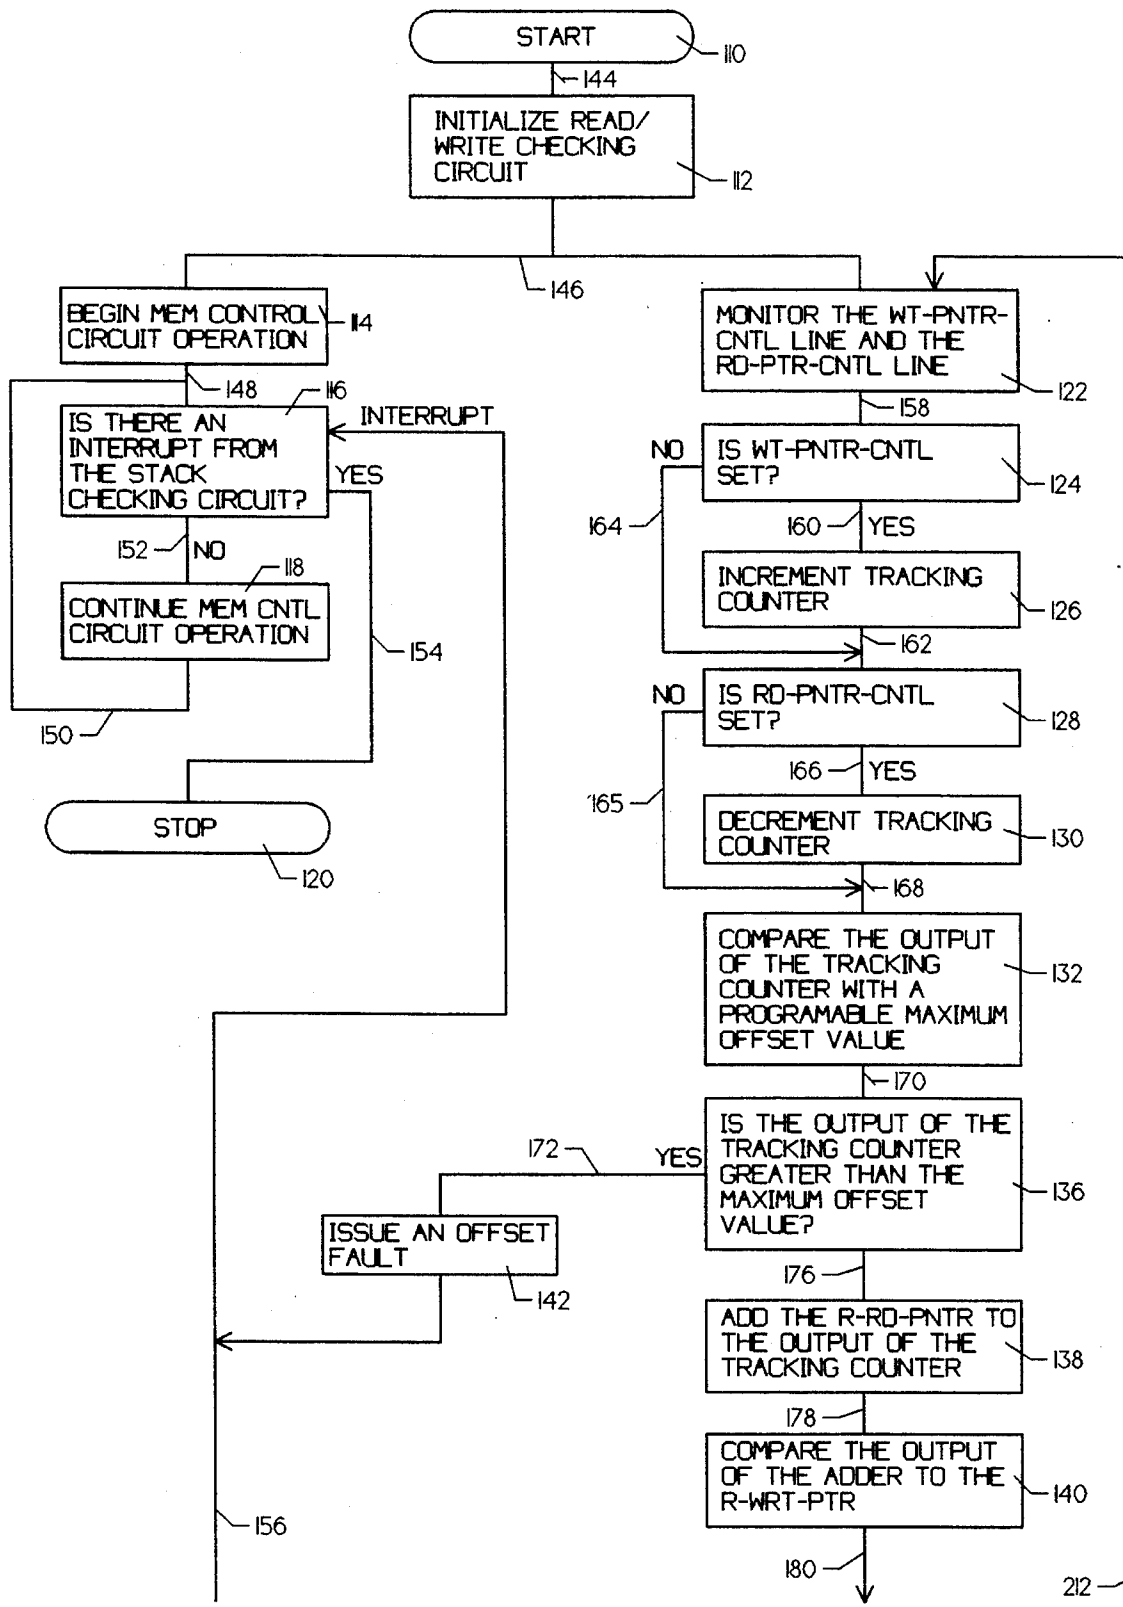 START
110
144
INITIALIZE READ/
WRITE CHECKING
CIRCUIT
112
146
BEGIN MEM CONTROL
CIRCUIT OPERATION
114
148
116
IS THERE AN
INTERRUPT FROM
THE STACK
CHECKING CIRCUIT?
INTERRUPT
YES
152
NO
118
CONTINUE MEM CNTL
CIRCUIT OPERATION
154
150
STOP
120
MONITOR THE WT-PNTR-
CNTL LINE AND THE
RD-PTR-CNTL LINE
122
158
NO
IS WT-PNTR-CNTL
SET?
124
164
160
YES
INCREMENT TRACKING
COUNTER
126
162
NO
IS RD-PNTR-CNTL
SET?
128
166
YES
165
DECREMENT TRACKING
COUNTER
130
168
COMPARE THE OUTPUT
OF THE TRACKING
COUNTER WITH A
PROGRAMABLE MAXIMUM
OFFSET VALUE
132
170
IS THE OUTPUT OF THE
TRACKING COUNTER
GREATER THAN THE
MAXIMUM OFFSET
VALUE?
136
172
YES
ISSUE AN OFFSET
FAULT
142
176
ADD THE R-RD-PNTR TO
THE OUTPUT OF THE
TRACKING COUNTER
138
178
COMPARE THE OUTPUT
OF THE ADDER TO THE
R-WRT-PTR
140
156
180
212